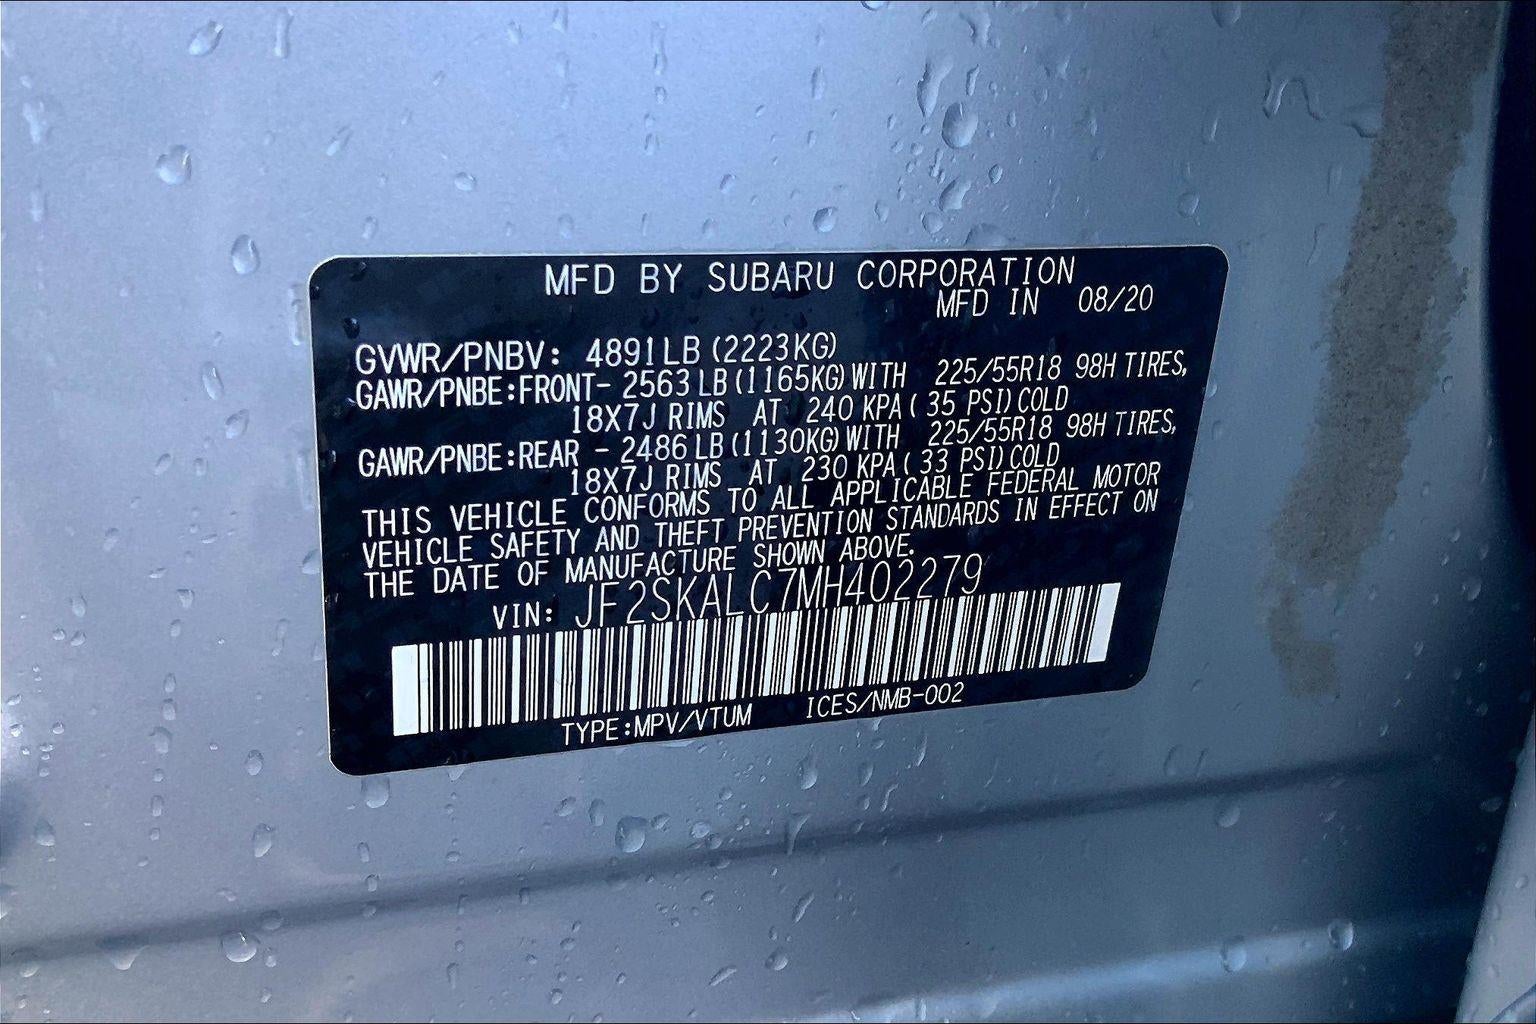 MFD BY SUBARU CORPORATION
MFD IN 08/20
GVWR/PNBV: 4891LB (2223KG)
GAWR/PNBE:FRONT- 2563LB(1165KG)WITH 225/55R18 98H TIRES,
18X7J RIMS AT 240 KPA( 35 PSI)COLD
GAWR/PNBE:REAR - 2486LB(1130KG)WITH 225/55R18 98H TIRES,
18X7J RIMS AT 230 KPA( 33 PSI)COLD
THIS VEHICLE CONFORMS TO ALL APPLICABLE FEDERAL MOTOR
VEHICLE SAFETY AND THEFT PREVENTION STANDARDS IN EFFECT ON
THE DATE OF MANUFACTURE SHOWN ABOVE.
VIN: JF2SKALC7MH402279
TYPE:MPV/VTUM ICES/NMB-002